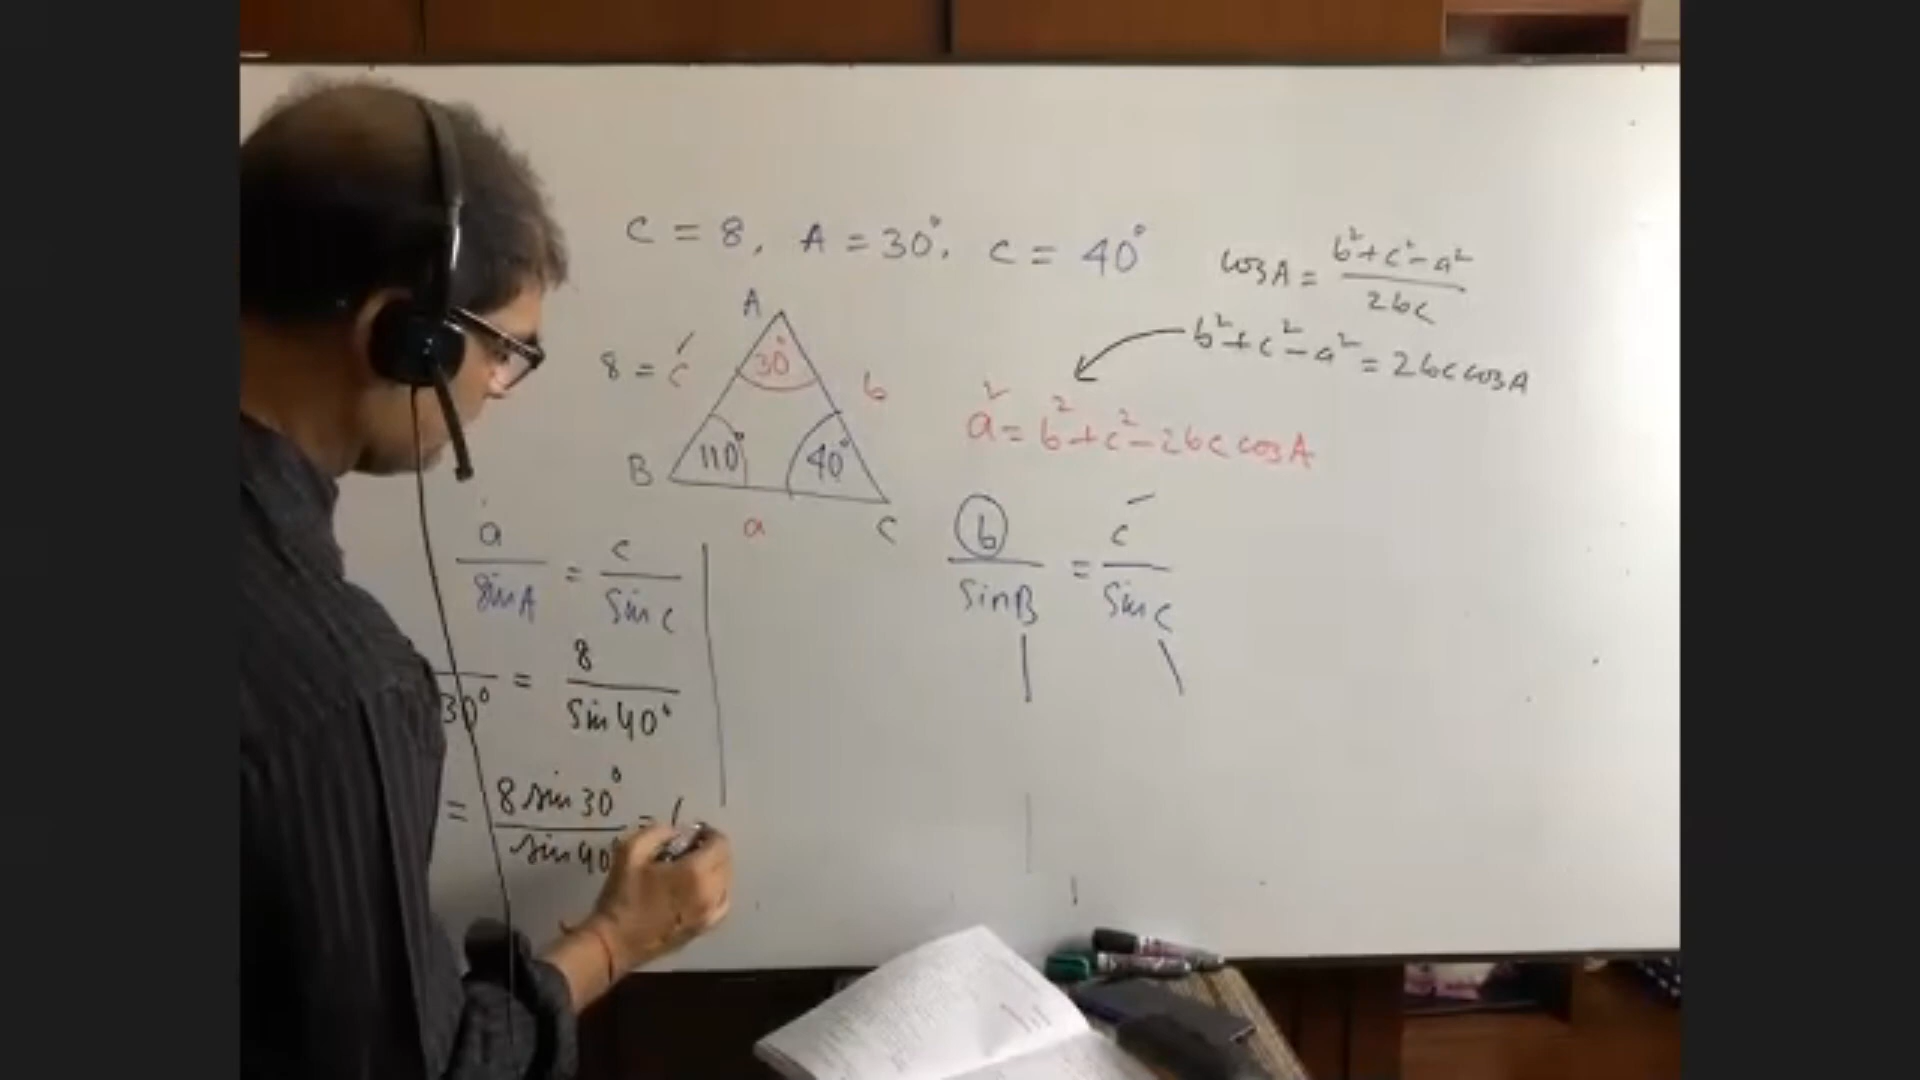 c = 8, A = 30°, C = 40°
cosA = b²+c²-a² / 2bc
b²+c²-a² = 2bc cosA
a² = b²+c²-2bc cosA
A
8 = c
30°
b
B
110°
40°
a
C
a / sinA = c / sinC
b / sinB = c / sinC
30° = 8 / sin40°
= 8 sin30° / sin40 =